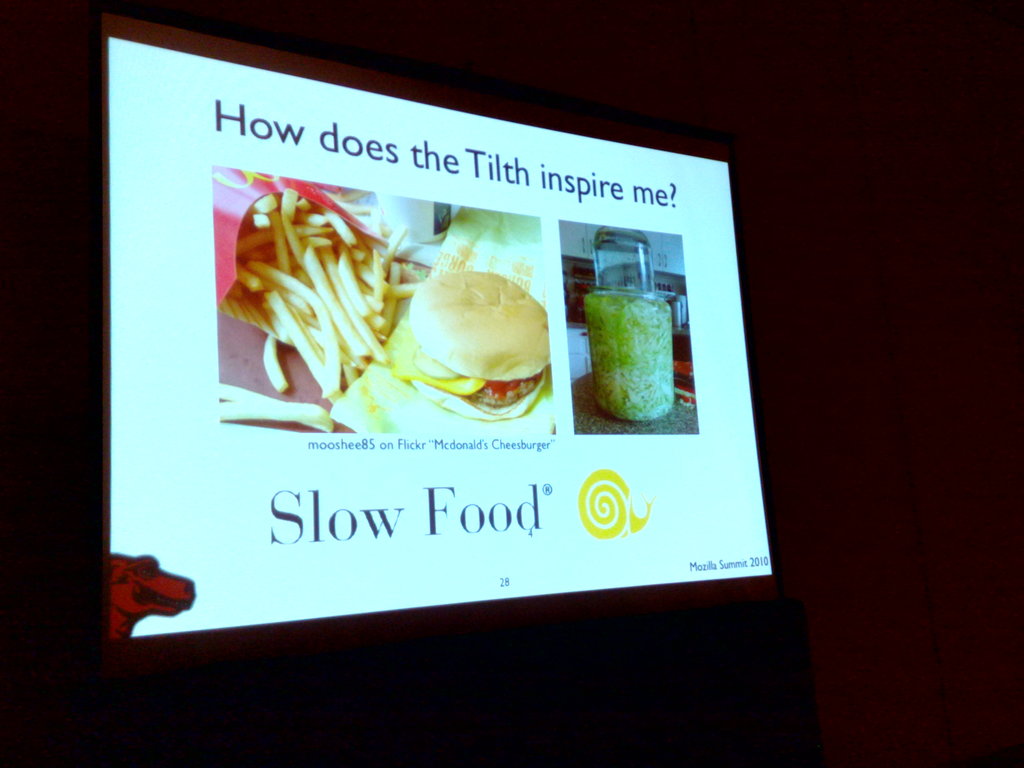 How does the Tilth inspire me?
mooshee85 on Flickr "Mcdonald's Cheesburger"
Slow Food®
28
Mozilla Summit 2010